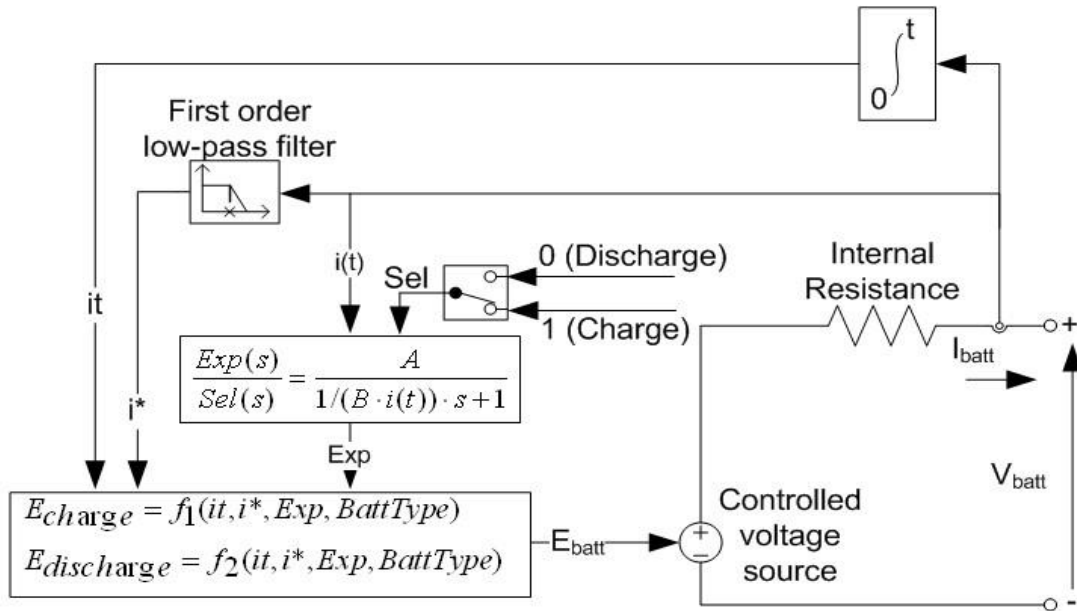 t
∫
0
First order
low-pass filter
i(t)
Sel
0 (Discharge)
1 (Charge)
Internal
Resistance
it
i*
Exp(s)/Sel(s) = A/(1/(B · i(t)) · s + 1)
I_batt
+
Exp
V_batt
E_charge = f_1(it, i*, Exp, BattType)
E_discharge = f_2(it, i*, Exp, BattType)
E_batt
+
−
Controlled
voltage
source
-